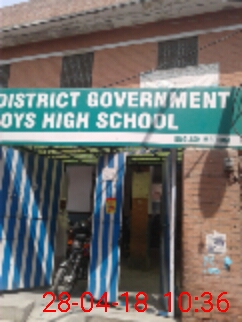 DISTRICT GOVERNMENT
OYS HIGH SCHOOL
28-04-18 10:36